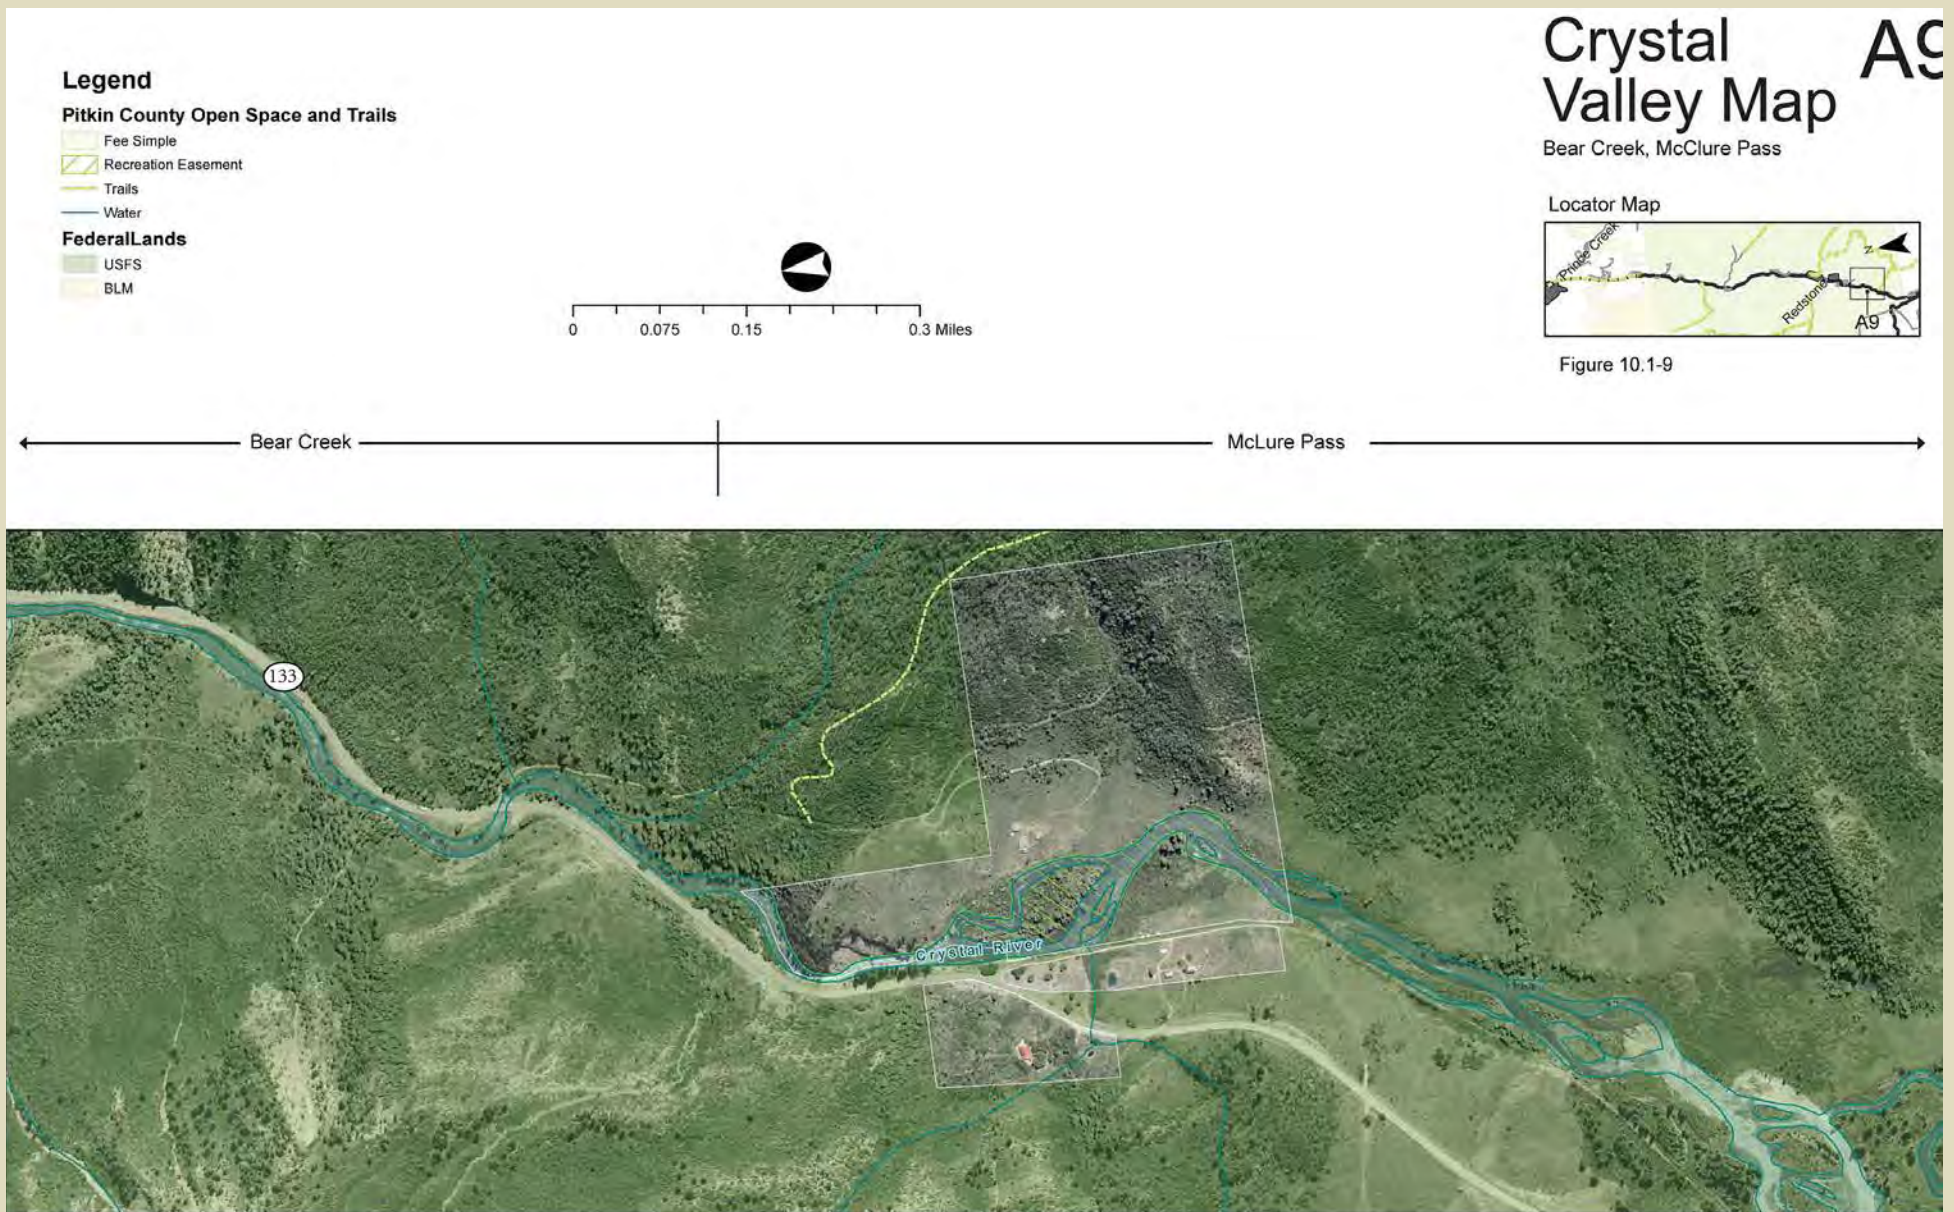 Legend
Pitkin County Open Space and Trails
Fee Simple
Recreation Easement
Trails
Water
FederalLands
USFS
BLM
0 0.075 0.15 0.3 Miles
Crystal
Valley Map
A9
Bear Creek, McClure Pass
Locator Map
Prince Creek
Redstone
N
A9
Figure 10.1-9
Bear Creek
McLure Pass
133
Crystal River